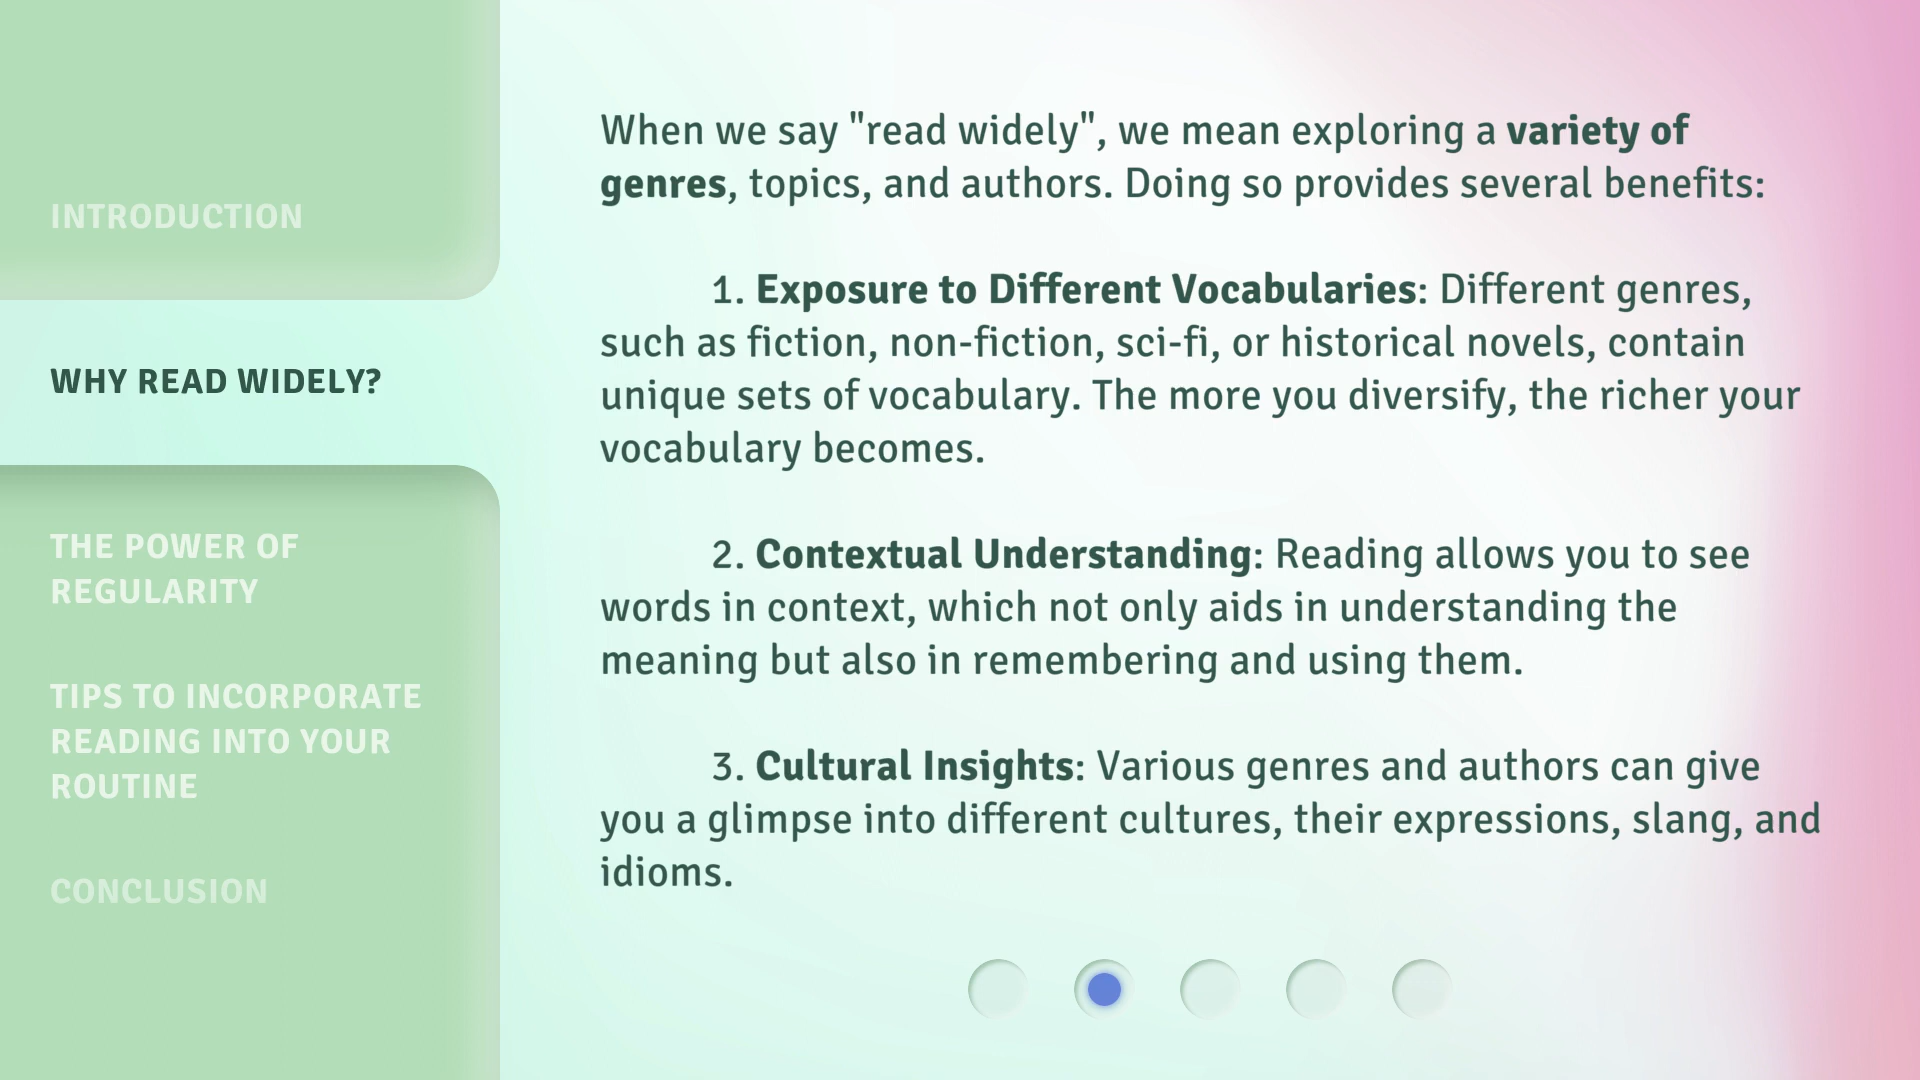 INTRODUCTION
WHY READ WIDELY?
THE POWER OF
REGULARITY
TIPS TO INCORPORATE
READING INTO YOUR
ROUTINE
CONCLUSION
When we say "read widely", we mean exploring a variety of
genres, topics, and authors. Doing so provides several benefits:
1. Exposure to Different Vocabularies: Different genres,
such as fiction, non-fiction, sci-fi, or historical novels, contain
unique sets of vocabulary. The more you diversify, the richer your
vocabulary becomes.
2. Contextual Understanding: Reading allows you to see
words in context, which not only aids in understanding the
meaning but also in remembering and using them.
3. Cultural Insights: Various genres and authors can give
you a glimpse into different cultures, their expressions, slang, and
idioms.